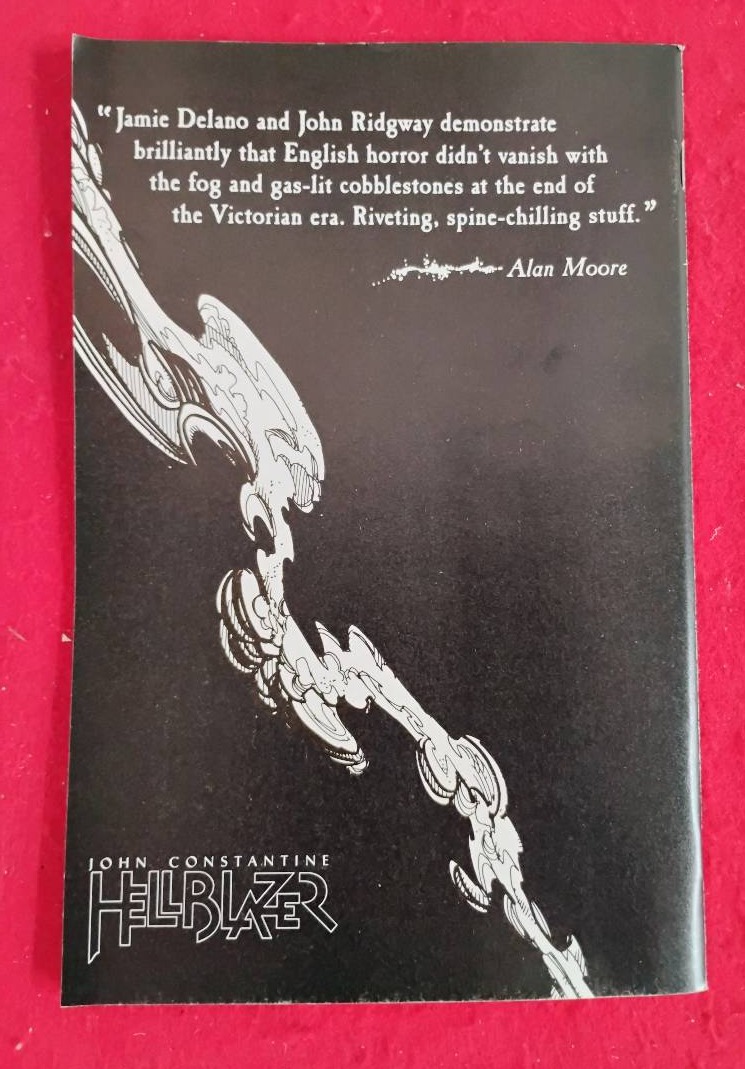 “Jamie Delano and John Ridgway demonstrate
brilliantly that English horror didn't vanish with
the fog and gas-lit cobblestones at the end of
the Victorian era. Riveting, spine-chilling stuff.”
Alan Moore
JOHN CONSTANTINE
HELLBLAZER